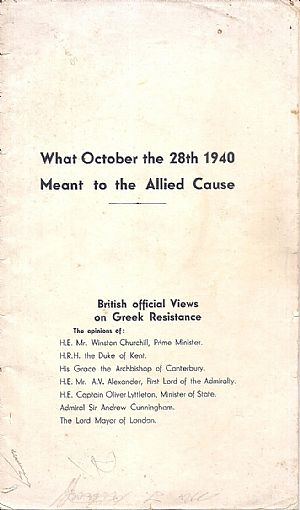 What October the 28th 1940
Meant to the Allied Cause
British official Views
on Greek Resistance
The opinions of:
H.E. Mr. Winston Churchill, Prime Minister.
H.R.H. the Duke of Kent.
His Grace the Archbishop of Canterbury.
H.E. Mr. A.V. Alexander, First Lord of the Admiralty.
H.E. Captain Oliver Lyttleton, Minister of State.
Admiral Sir Andrew Cunningham.
The Lord Mayor of London.